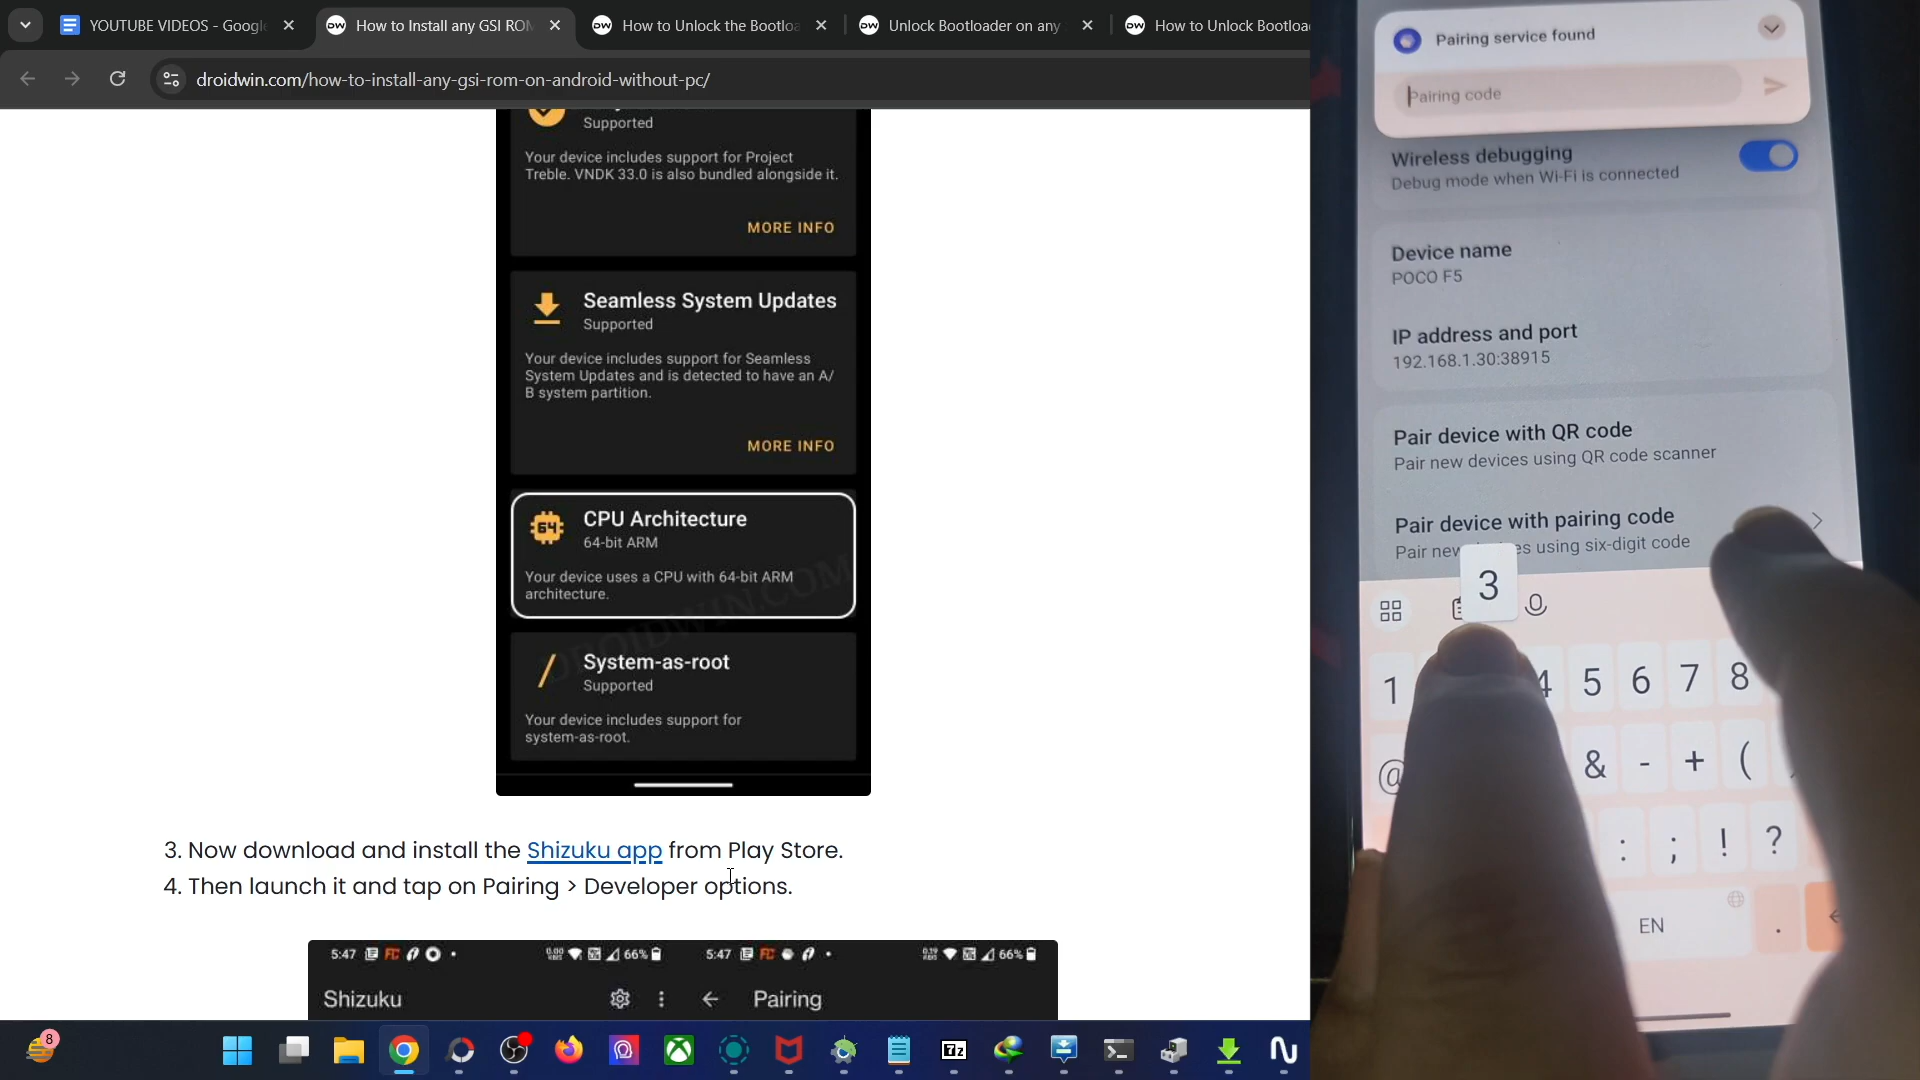 YOUTUBE VIDEOS - Google
How to Install any GSI ROM
How to Unlock the Bootloa
Unlock Bootloader on any
How to Unlock Bootloa
droidwin.com/how-to-install-any-gsi-rom-on-android-without-pc/
Supported
Your device includes support for Project
Treble. VNDK 33.0 is also bundled alongside it.
MORE INFO
Seamless System Updates
Supported
Your device includes support for Seamless
System Updates and is detected to have an A/
B system partition.
MORE INFO
64
CPU Architecture
64-bit ARM
Your device uses a CPU with 64-bit ARM
architecture.
DROIDWIN.COM
System-as-root
Supported
Your device includes support for
system-as-root.
3. Now download and install the Shizuku app from Play Store.
4. Then launch it and tap on Pairing > Developer options.
5:47 66%
5:47 66%
Shizuku
Pairing
8
Pairing service found
Pairing code
Wireless debugging
Debug mode when Wi-Fi is connected
Device name
POCO F5
IP address and port
192.168.1.30:38915
Pair device with QR code
Pair new devices using QR code scanner
Pair device with pairing code
Pair new es using six-digit code
3
1 4 5 6 7 8
@ & - + (
: ; ! ?
EN .